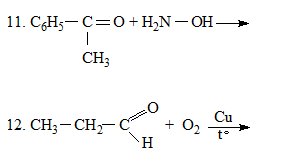 11. C₆H₅—C=O + H₂N—OH⟶
|
CH₃
O
12. CH₃—CH₂—C + O₂ Cu
t°
H